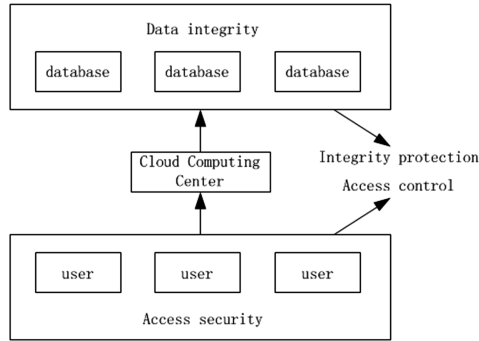 Data integrity
database database database
Cloud Computing
Center
Integrity protection
Access control
user user user
Access security